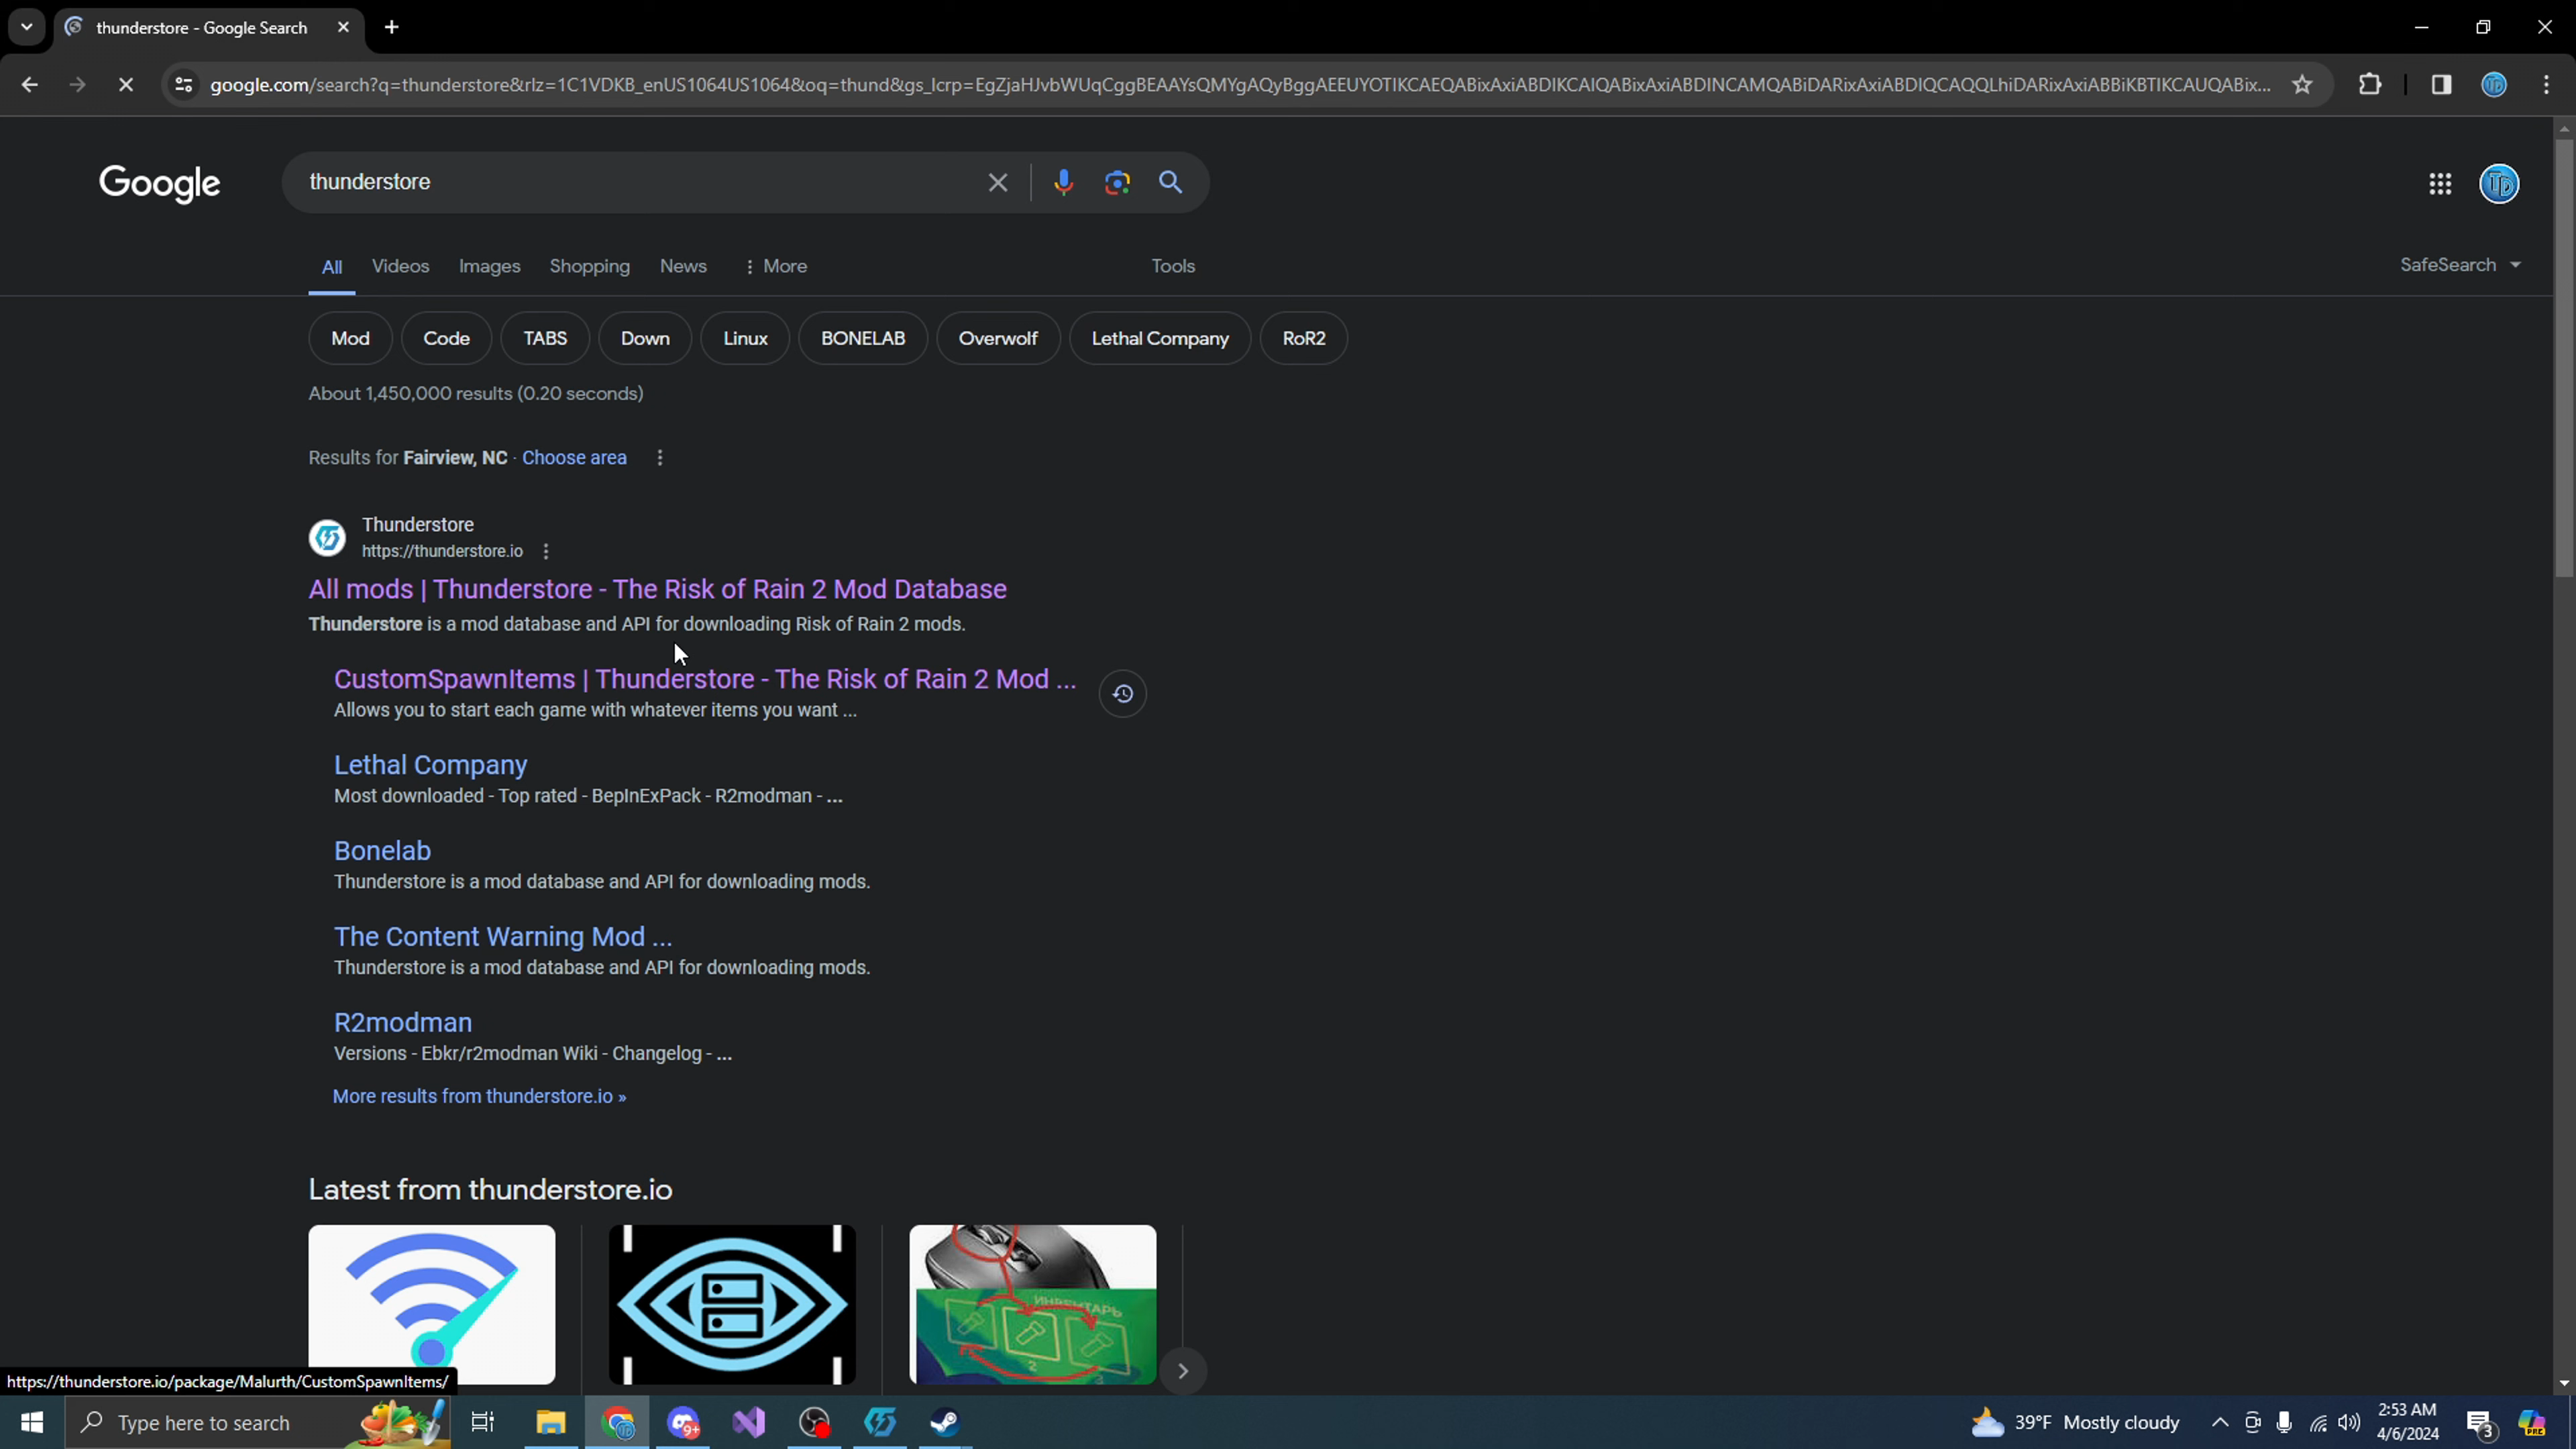 thunderstore - Google Search
google.com/search?q=thunderstore&rlz=1C1VDKB_enUS1064US1064&oq=thund&gs_lcrp=EgZjaHJvbWUqCggBEAAYsQMYgAQyBggAEEUYOTIKCAEQABixAxiABDIKCAIQABixAxiABDINCAMQABiDARixAxiABDIQCAQQLhiDARixAxiABBiKBTIKCAUQABix...
Google
thunderstore
All Videos Images Shopping News More Tools SafeSearch
Mod Code TABS Down Linux BONELAB Overwolf Lethal Company RoR2
About 1,450,000 results (0.20 seconds)
Results for Fairview, NC · Choose area
Thunderstore
https://thunderstore.io
All mods | Thunderstore - The Risk of Rain 2 Mod Database
Thunderstore is a mod database and API for downloading Risk of Rain 2 mods.
CustomSpawnItems | Thunderstore - The Risk of Rain 2 Mod ...
Allows you to start each game with whatever items you want ...
Lethal Company
Most downloaded - Top rated - BepInExPack - R2modman - ...
Bonelab
Thunderstore is a mod database and API for downloading mods.
The Content Warning Mod ...
Thunderstore is a mod database and API for downloading mods.
R2modman
Versions - Ebkr/r2modman Wiki - Changelog - ...
More results from thunderstore.io »
Latest from thunderstore.io
ИНВЕНТАРЬ
2
3
https://thunderstore.io/package/Malurth/CustomSpawnItems/
Type here to search
9+
39°F Mostly cloudy
2:53 AM
4/6/2024
3
PRE